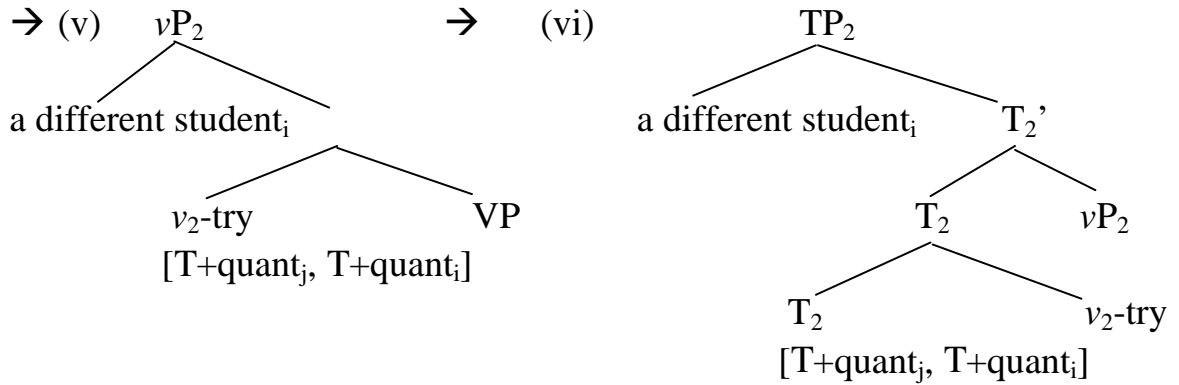 → (v) vP₂ → (vi) TP₂
a different studentᵢ a different studentᵢ T₂’
v₂-try VP T₂ vP₂
[T+quantⱼ, T+quantᵢ]
T₂ v₂-try
[T+quantⱼ, T+quantᵢ]